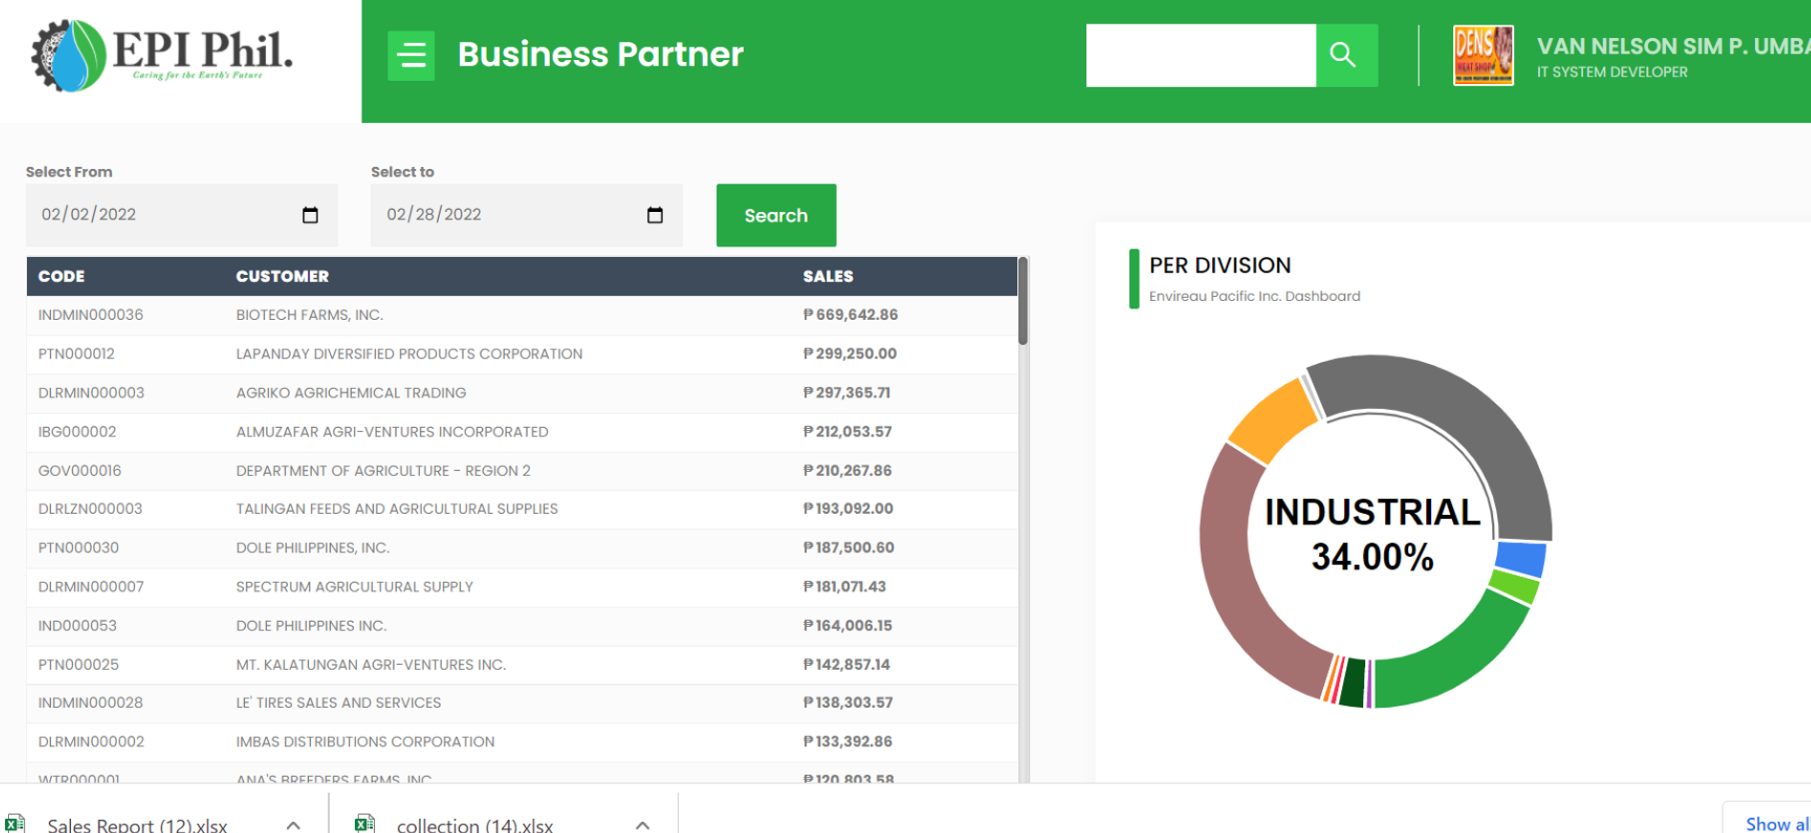 EPI Phil.
Caring for the Earth's Future
Business Partner
DENS
MEAT SHOP
VAN NELSON SIM P. UMBA
IT SYSTEM DEVELOPER
Select From
Select to
02/02/2022
02/28/2022
Search
CODE CUSTOMER SALES
INDMIN000036 BIOTECH FARMS, INC. ₱ 669,642.86
PTN000012 LAPANDAY DIVERSIFIED PRODUCTS CORPORATION ₱ 299,250.00
DLRMIN000003 AGRIKO AGRICHEMICAL TRADING ₱ 297,365.71
IBG000002 ALMUZAFAR AGRI-VENTURES INCORPORATED ₱ 212,053.57
GOV000016 DEPARTMENT OF AGRICULTURE - REGION 2 ₱ 210,267.86
DLRLZN000003 TALINGAN FEEDS AND AGRICULTURAL SUPPLIES ₱ 193,092.00
PTN000030 DOLE PHILIPPINES, INC. ₱ 187,500.60
DLRMIN000007 SPECTRUM AGRICULTURAL SUPPLY ₱ 181,071.43
IND000053 DOLE PHILIPPINES INC. ₱ 164,006.15
PTN000025 MT. KALATUNGAN AGRI-VENTURES INC. ₱ 142,857.14
INDMIN000028 LE' TIRES SALES AND SERVICES ₱ 138,303.57
DLRMIN000002 IMBAS DISTRIBUTIONS CORPORATION ₱ 133,392.86
WTR000001 ANA'S BREEDERS FARMS, INC ₱ 120,803.58
PER DIVISION
Envireau Pacific Inc. Dashboard
INDUSTRIAL
34.00%
Sales Report (12).xlsx
collection (14).xlsx
Show al